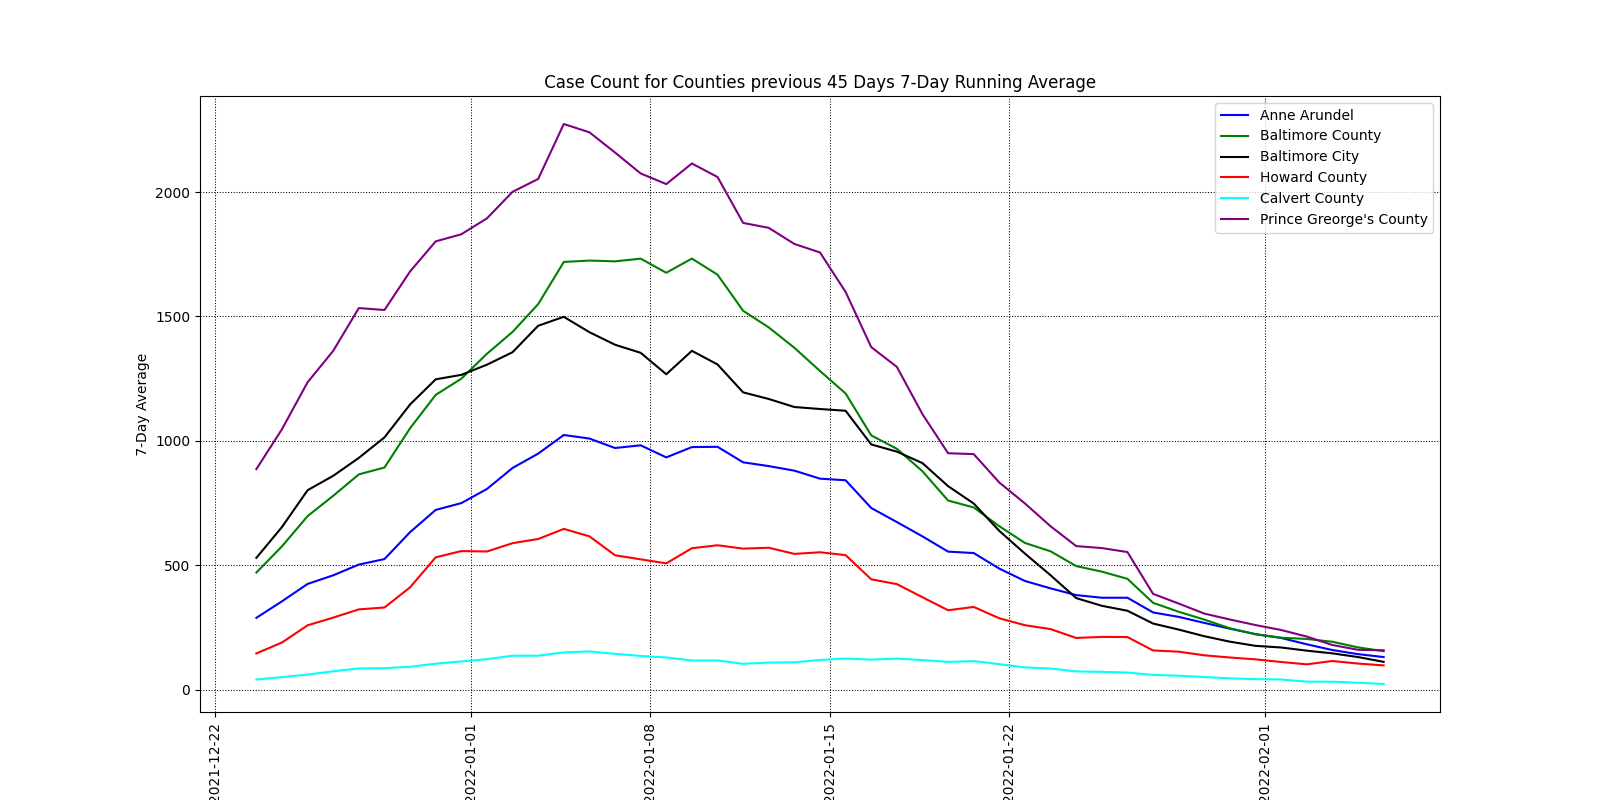 Case Count for Counties previous 45 Days 7-Day Running Average
Anne Arundel
Baltimore County
Baltimore City
Howard County
Calvert County
Prince Greorge's County
7-Day Average
2000
1500
1000
500
0
2021-12-22
2022-01-01
2022-01-08
2022-01-15
2022-01-22
2022-02-01